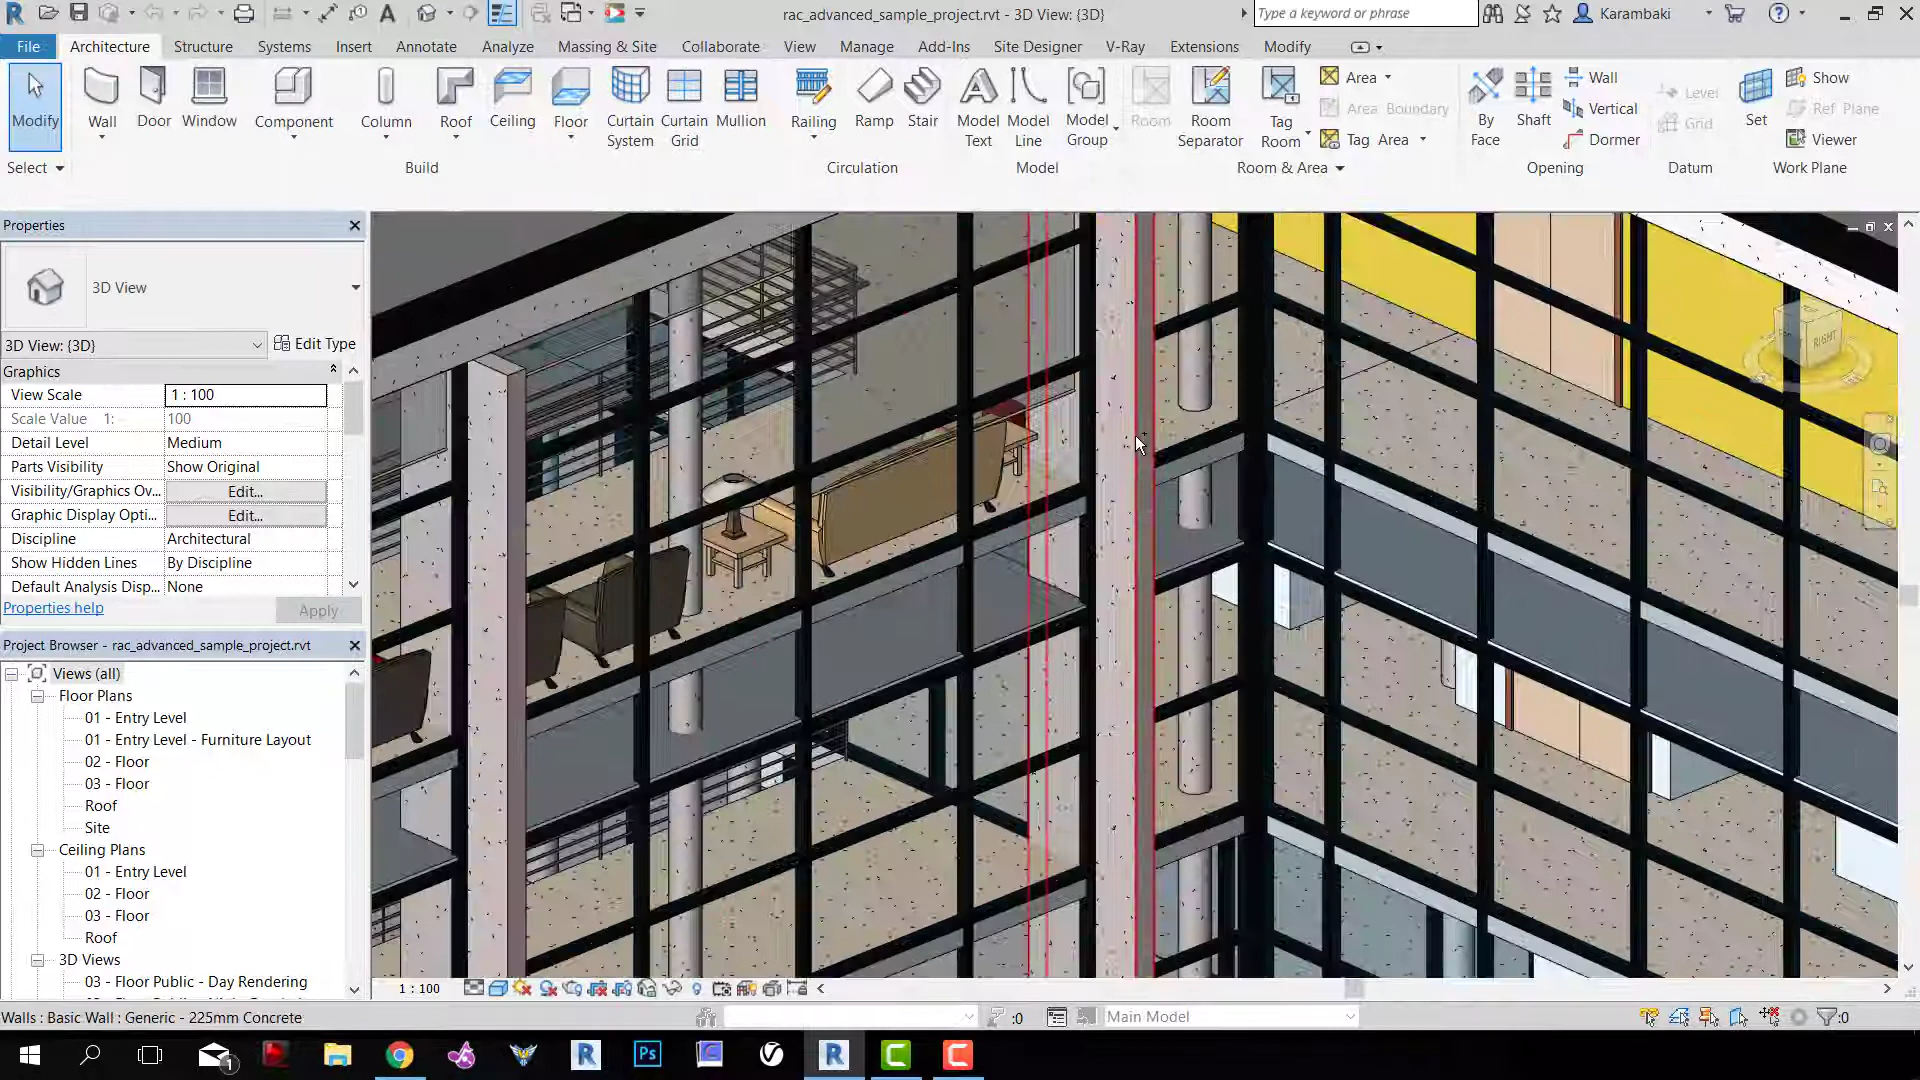 rac_advanced_sample_project.rvt - 3D View: {3D}
Type a keyword or phrase
Karambaki
File Architecture Structure Systems Insert Annotate Analyze Massing & Site Collaborate View Manage Add-Ins Site Designer V-Ray Extensions Modify
Modify Wall Door Window Component Column Roof Ceiling Floor Curtain System Curtain Grid Mullion Railing Ramp Stair Model Text Model Line Model Group Room Room Separator Tag Room
Area
Area Boundary
Tag Area
By Face
Shaft
Wall
Vertical
Dormer
Level
Grid
Set
Show
Ref Plane
Viewer
Select Build Circulation Model Room & Area Opening Datum Work Plane
Properties
3D View
3D View: {3D} Edit Type
Graphics
View Scale 1 : 100
Scale Value 1: 100
Detail Level Medium
Parts Visibility Show Original
Visibility/Graphics Ov... Edit...
Graphic Display Opti... Edit...
Discipline Architectural
Show Hidden Lines By Discipline
Default Analysis Disp... None
Properties help Apply
Project Browser - rac_advanced_sample_project.rvt
Views (all)
Floor Plans
01 - Entry Level
01 - Entry Level - Furniture Layout
02 - Floor
03 - Floor
Roof
Site
Ceiling Plans
01 - Entry Level
02 - Floor
03 - Floor
Roof
3D Views
03 - Floor Public - Day Rendering
RIGHT
1 : 100
Walls : Basic Wall : Generic - 225mm Concrete
:0
Main Model
:0
1
Ps